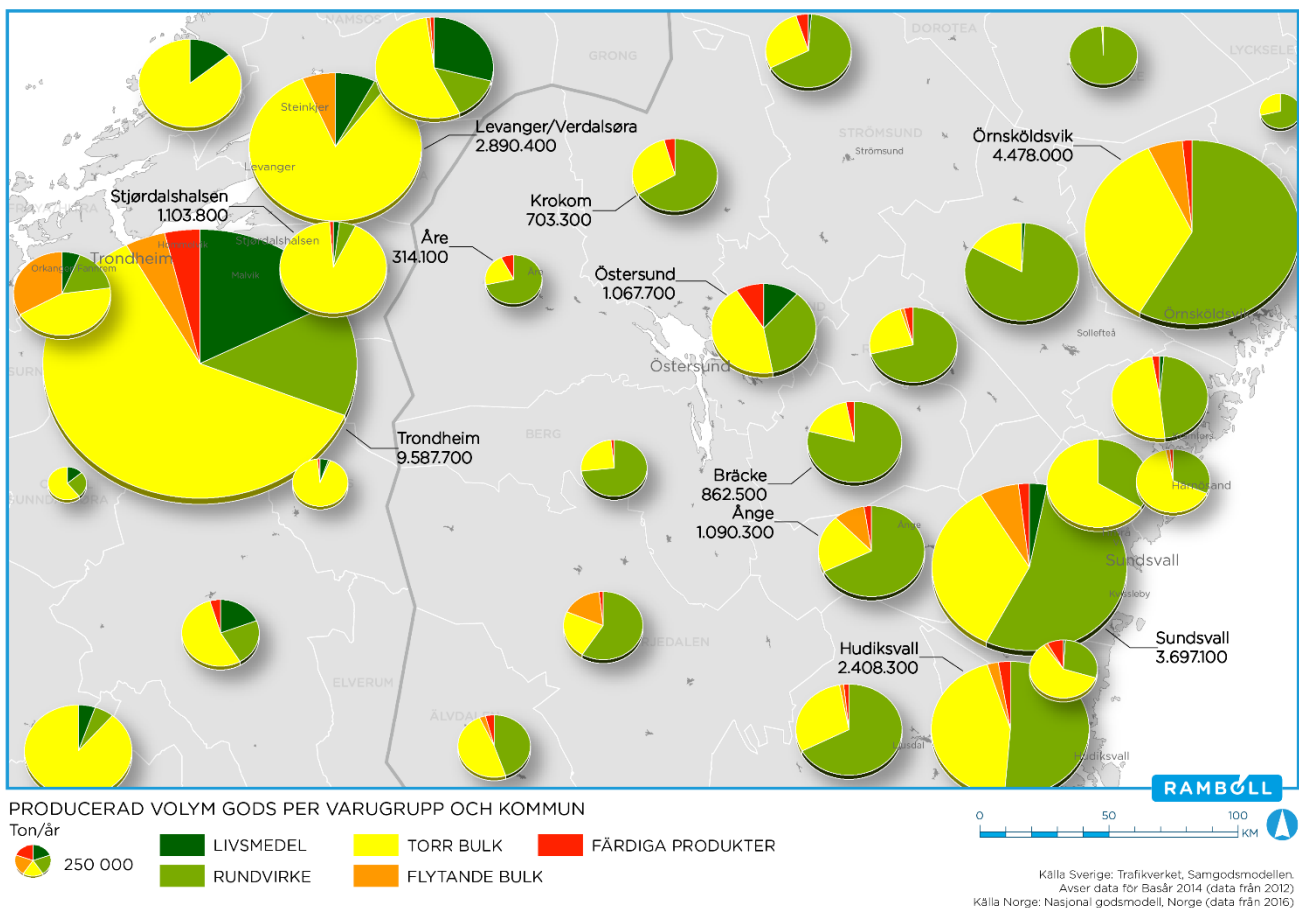 NAMSOS
GRONG
DOROTEA
LYCKSELE
Steinkjer
Levanger/Verdalsøra
2.890.400
STRÖMSUND
Strömsund
Örnsköldsvik
4.478.000
Levanger
Stjørdalshalsen
1.103.800
Krokom
703.300
Stjørdalshalsen
Åre
314.100
Åre
Trondheim
Orkanger/Fannrem
Malvik
Östersund
1.067.700
Örnsköldsvik
Sollefteå
Östersund
BERG
Trondheim
9.587.700
Bräcke
862.500
Ånge
1.090.300
Ånge
Härnösand
Sundsvall
Kvissleby
Sundsvall
3.697.100
Hudiksvall
2.408.300
ELVERUM
ÄLVDALEN
Ljusdal
Hudiksvall
RAMBOLL
PRODUCERAD VOLYM GODS PER VARUGRUPP OCH KOMMUN
Ton/år
250 000
LIVSMEDEL
TORR BULK
FÄRDIGA PRODUKTER
RUNDVIRKE
FLYTANDE BULK
0 50 100
KM
Källa Sverige: Trafikverket, Samgodsmodellen.
Avser data för Basår 2014 (data från 2012)
Källa Norge: Nasjonal godsmodell, Norge (data from 2016)